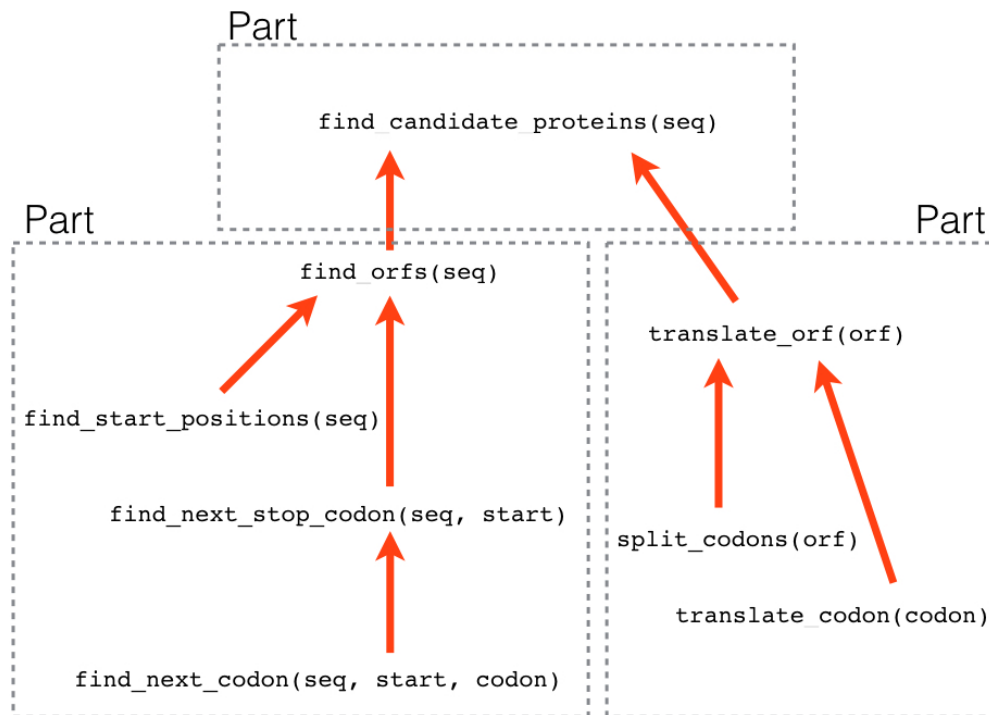 Part
find_candidate_proteins(seq)
Part
Part
find_orfs(seq)
translate_orf(orf)
find_start_positions(seq)
find_next_stop_codon(seq, start)
split_codons(orf)
translate_codon(codon)
find_next_codon(seq, start, codon)